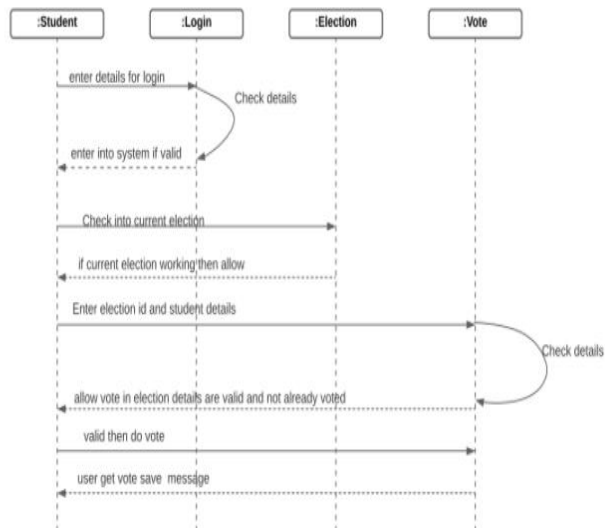 :Student
:Login
:Election
:Vote
enter details for login
Check details
enter into system if valid
Check into current election
if current election working then allow
Enter election id and student details
Check details
allow vote in election details are valid and not already voted
valid then do vote
user get vote save message